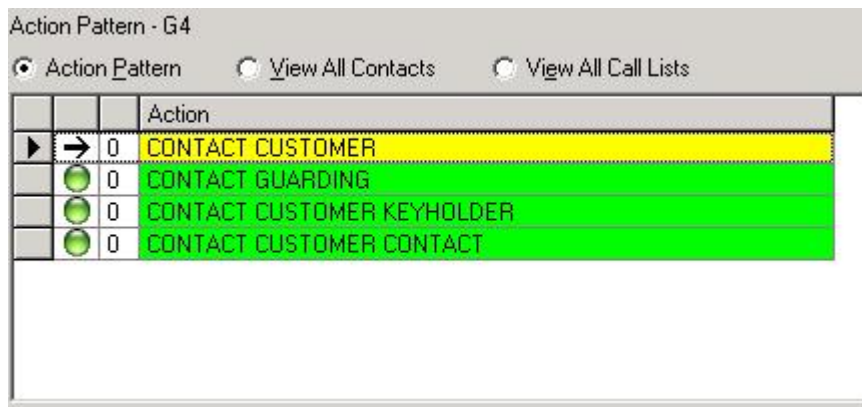 Action Pattern - G4
Action Pattern View All Contacts View All Call Lists
Action
0 CONTACT CUSTOMER
0 CONTACT GUARDING
0 CONTACT CUSTOMER KEYHOLDER
0 CONTACT CUSTOMER CONTACT